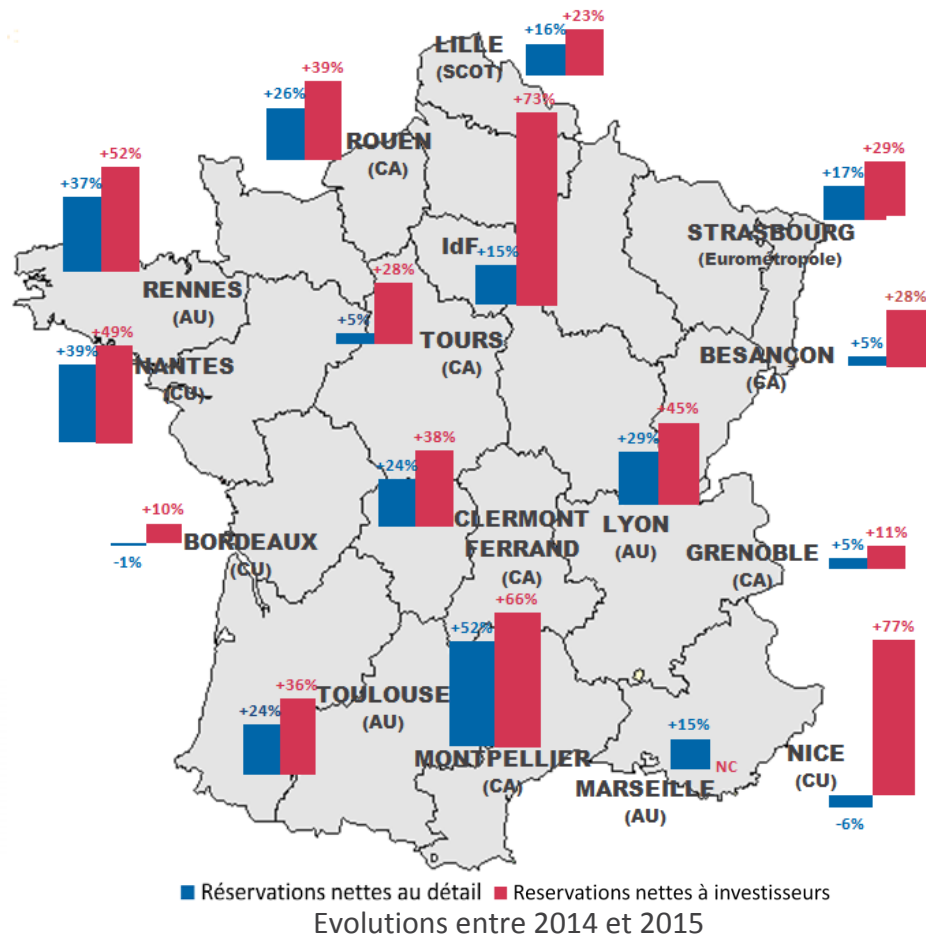 +16%
+23%
LILLE
(SCOT)
+26%
+39%
ROUEN
(CA)
+73%
+15%
IdF
+37%
+52%
RENNES
(AU)
+17%
+29%
STRASBOURG
(Eurométropole)
+5%
+28%
TOURS
(CA)
+39%
+49%
NANTES
(CU)
+5%
+28%
BESANÇON
(CA)
+24%
+38%
CLERMONT
FERRAND
(CA)
+29%
+45%
LYON
(AU)
-1%
+10%
BORDEAUX
(CU)
+5%
+11%
GRENOBLE
(CA)
+52%
+66%
MONTPELLIER
(CA)
+24%
+36%
TOULOUSE
(AU)
+15%
NC
MARSEILLE
(AU)
+77%
-6%
NICE
(CU)
Réservations nettes au détail
Reservations nettes à investisseurs
Evolutions entre 2014 et 2015